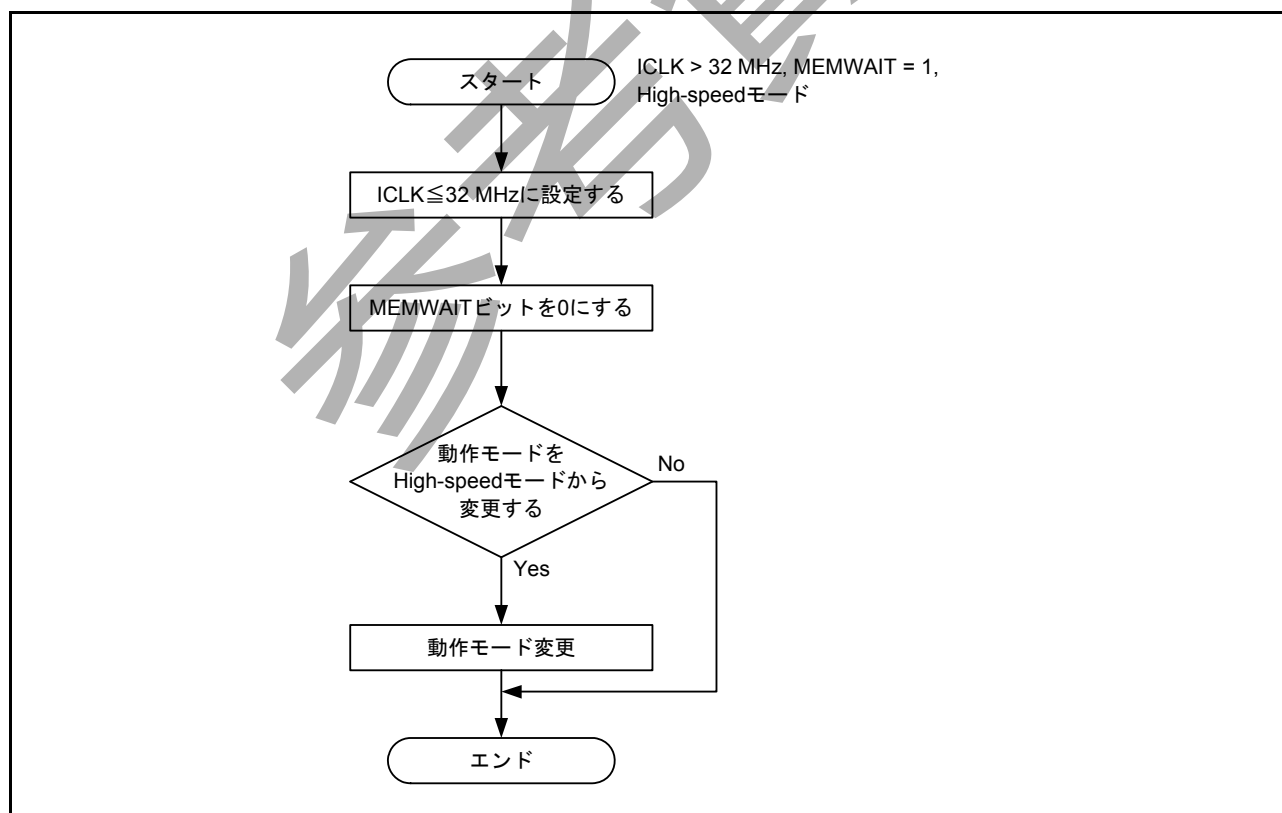 スタート
ICLK > 32 MHz, MEMWAIT = 1,
High-speedモード
ICLK≦32 MHzに設定する
MEMWAITビットを0にする
動作モードを
High-speedモードから
変更する
No
Yes
動作モード変更
エンド
参考